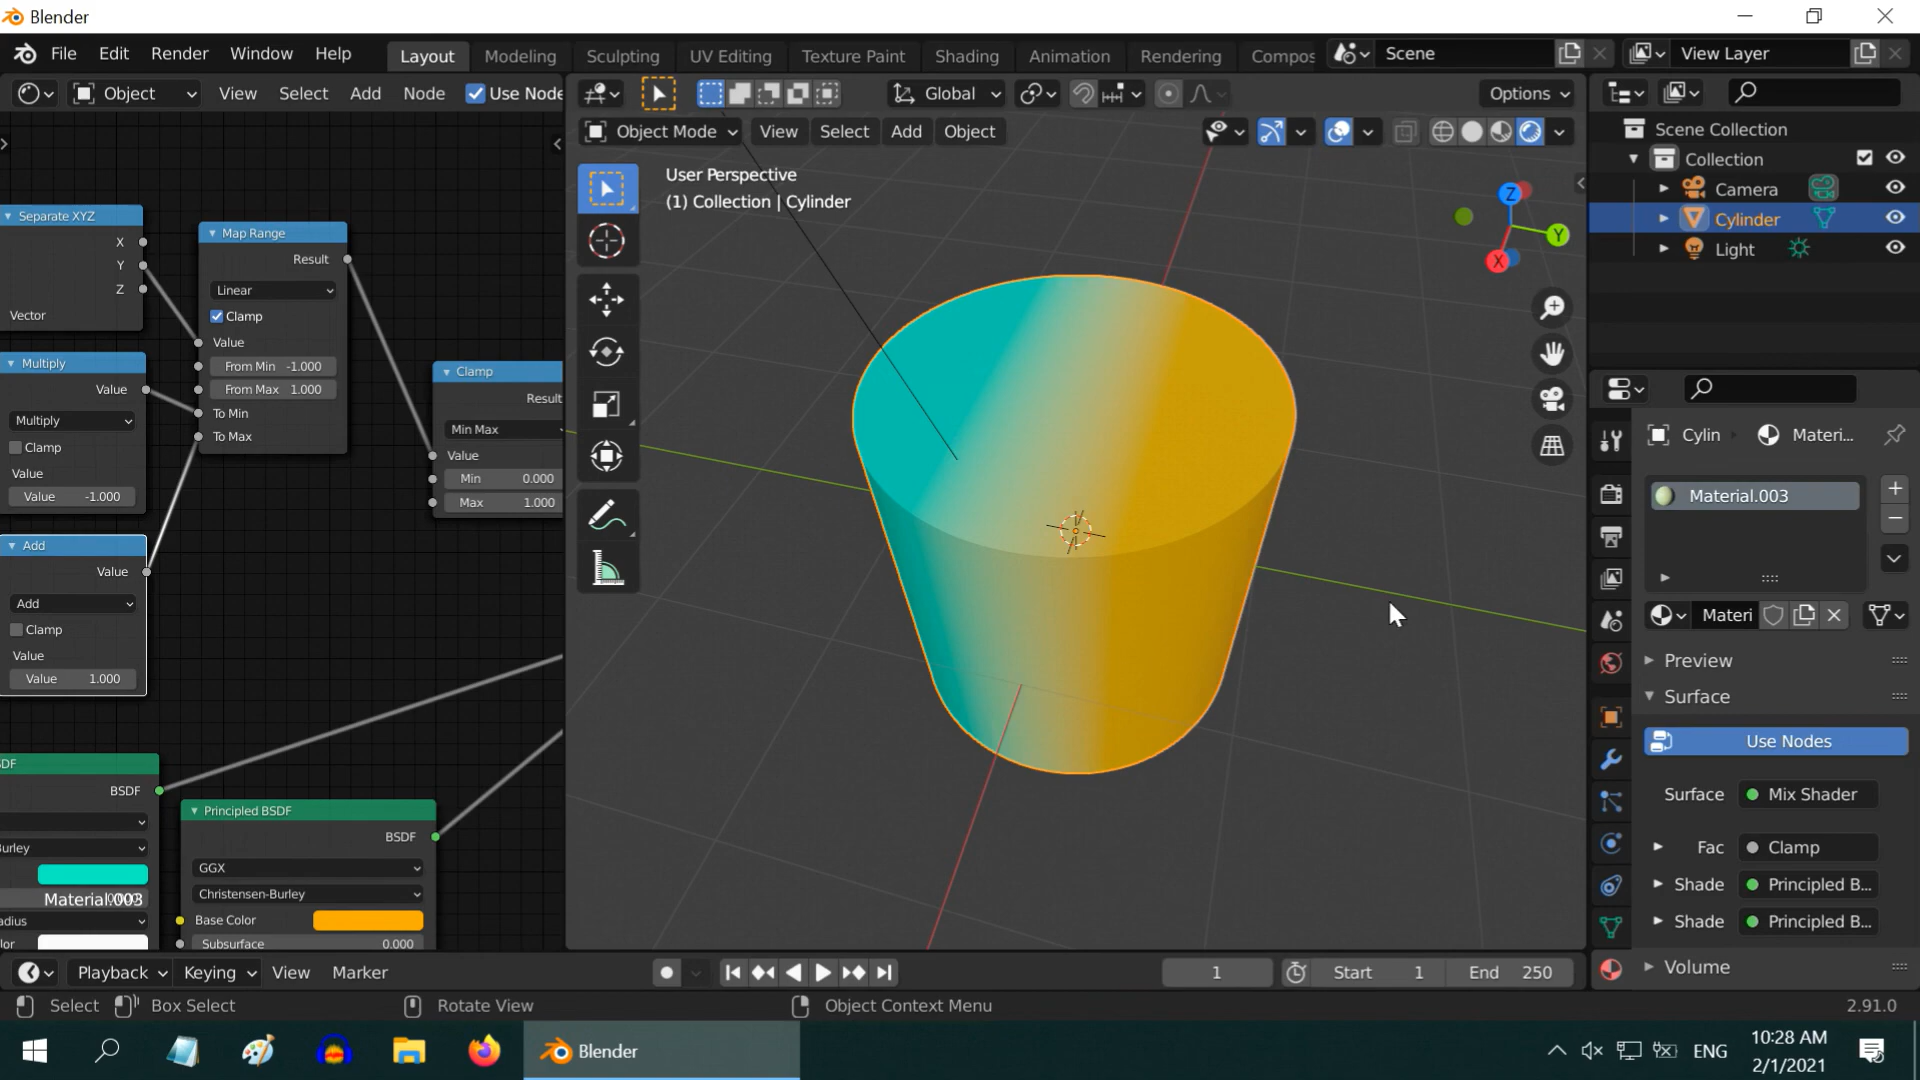 Blender
File Edit Render Window Help Layout Modeling Sculpting UV Editing Texture Paint Shading Animation Rendering Compos Scene View Layer
Object View Select Add Node Use Node Global Options
Object Mode View Select Add Object
User Perspective
(1) Collection | Cylinder
Separate XYZ
X
Y
Z
Vector
Map Range
Result
Linear
Clamp
Value
From Min -1.000
From Max 1.000
To Min
To Max
Multiply
Value
Multiply
Clamp
Value
Value -1.000
Clamp
Result
Min Max
Value
Min 0.000
Max 1.000
Add
Value
Add
Clamp
Value
Value 1.000
DF
BSDF
urley
Material.003
adius
lor
Principled BSDF
BSDF
GGX
Christensen-Burley
Base Color
Subsurface 0.000
Z
Y
X
Scene Collection
Collection
Camera
Cylinder
Light
Cylin Materi...
Material.003
Materi
Preview
Surface
Use Nodes
Surface Mix Shader
Fac Clamp
Shade Principled B...
Shade Principled B...
Volume
Playback Keying View Marker 1 Start 1 End 250
Select Box Select Rotate View Object Context Menu 2.91.0
Blender ENG 10:28 AM
2/1/2021